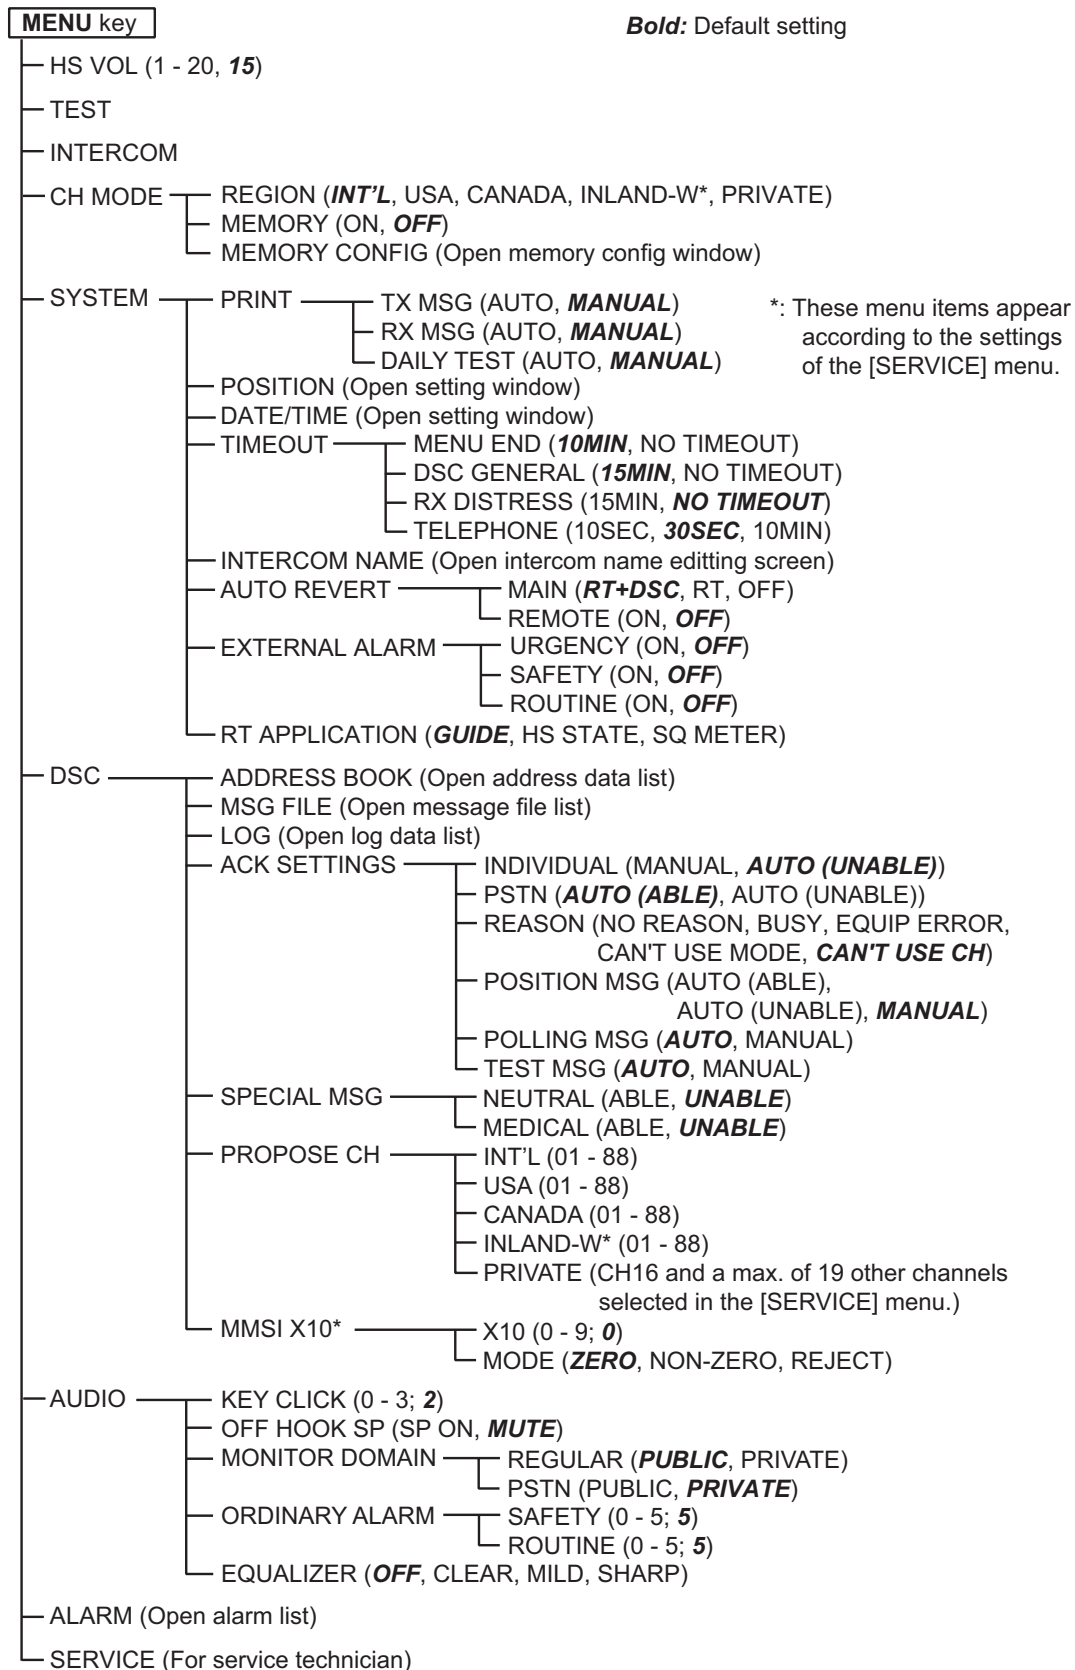 MENU key
Bold: Default setting
HS VOL (1 - 20, 15)
TEST
INTERCOM
CH MODE
REGION (INT'L, USA, CANADA, INLAND-W*, PRIVATE)
MEMORY (ON, OFF)
MEMORY CONFIG (Open memory config window)
SYSTEM
PRINT
TX MSG (AUTO, MANUAL)
RX MSG (AUTO, MANUAL)
DAILY TEST (AUTO, MANUAL)
*: These menu items appear
according to the settings
of the [SERVICE] menu.
POSITION (Open setting window)
DATE/TIME (Open setting window)
TIMEOUT
MENU END (10MIN, NO TIMEOUT)
DSC GENERAL (15MIN, NO TIMEOUT)
RX DISTRESS (15MIN, NO TIMEOUT)
TELEPHONE (10SEC, 30SEC, 10MIN)
INTERCOM NAME (Open intercom name editting screen)
AUTO REVERT
MAIN (RT+DSC, RT, OFF)
REMOTE (ON, OFF)
EXTERNAL ALARM
URGENCY (ON, OFF)
SAFETY (ON, OFF)
ROUTINE (ON, OFF)
RT APPLICATION (GUIDE, HS STATE, SQ METER)
DSC
ADDRESS BOOK (Open address data list)
MSG FILE (Open message file list)
LOG (Open log data list)
ACK SETTINGS
INDIVIDUAL (MANUAL, AUTO (UNABLE))
PSTN (AUTO (ABLE), AUTO (UNABLE))
REASON (NO REASON, BUSY, EQUIP ERROR,
CAN'T USE MODE, CAN'T USE CH)
POSITION MSG (AUTO (ABLE),
AUTO (UNABLE), MANUAL)
POLLING MSG (AUTO, MANUAL)
TEST MSG (AUTO, MANUAL)
SPECIAL MSG
NEUTRAL (ABLE, UNABLE)
MEDICAL (ABLE, UNABLE)
PROPOSE CH
INT'L (01 - 88)
USA (01 - 88)
CANADA (01 - 88)
INLAND-W* (01 - 88)
PRIVATE (CH16 and a max. of 19 other channels
selected in the [SERVICE] menu.)
MMSI X10*
X10 (0 - 9; 0)
MODE (ZERO, NON-ZERO, REJECT)
AUDIO
KEY CLICK (0 - 3; 2)
OFF HOOK SP (SP ON, MUTE)
MONITOR DOMAIN
REGULAR (PUBLIC, PRIVATE)
PSTN (PUBLIC, PRIVATE)
ORDINARY ALARM
SAFETY (0 - 5; 5)
ROUTINE (0 - 5; 5)
EQUALIZER (OFF, CLEAR, MILD, SHARP)
ALARM (Open alarm list)
SERVICE (For service technician)